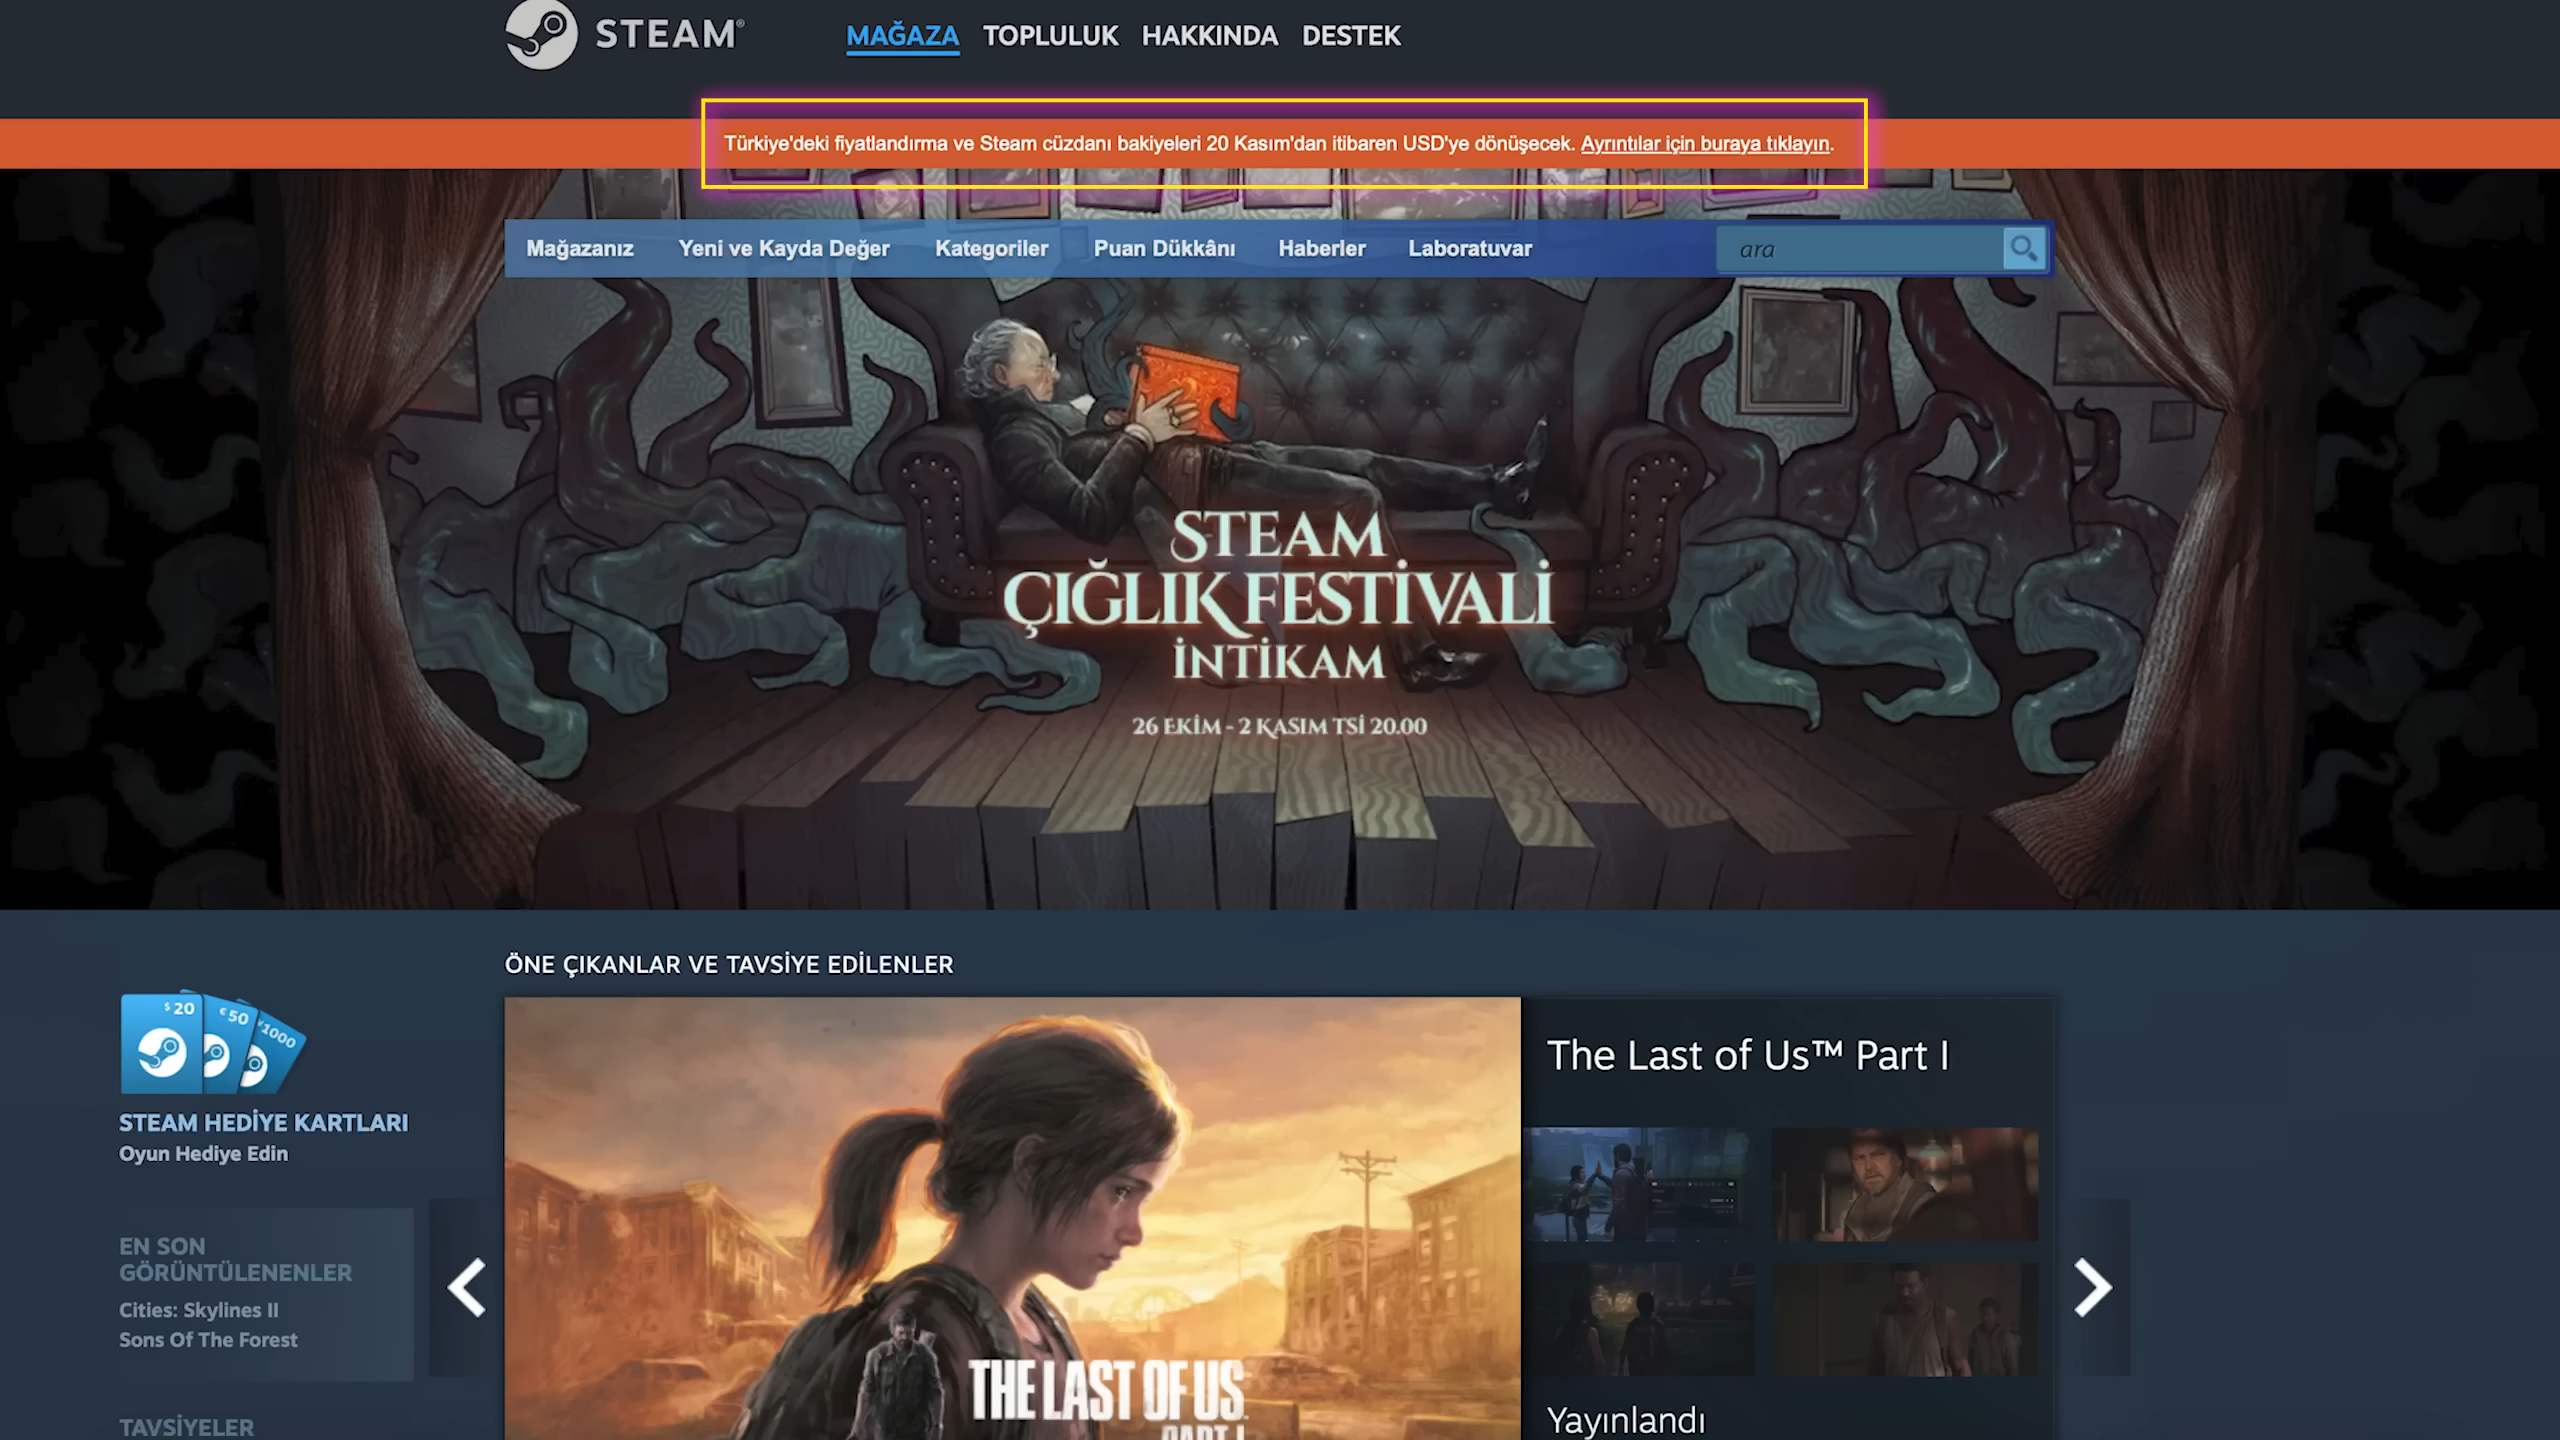 STEAM®
MAĞAZA TOPLULUK HAKKINDA DESTEK
Türkiye'deki fiyatlandırma ve Steam cüzdanı bakiyeleri 20 Kasım'dan itibaren USD'ye dönüşecek. Ayrıntılar için buraya tıklayın.
Mağazanız Yeni ve Kayda Değer Kategoriler Puan Dükkânı Haberler Laboratuvar ara
STEAM
ÇIĞLIK FESTİVALİ
İNTİKAM
26 EKİM - 2 KASIM TSİ 20.00
ÖNE ÇIKANLAR VE TAVSİYE EDİLENLER
$20 €50 ¥1000
STEAM HEDİYE KARTLARI
Oyun Hediye Edin
EN SON
GÖRÜNTÜLENENLER
Cities: Skylines II
Sons Of The Forest
TAVSİYELER
THE LAST OF US
PART I
The Last of Us™ Part I
Yayınlandı